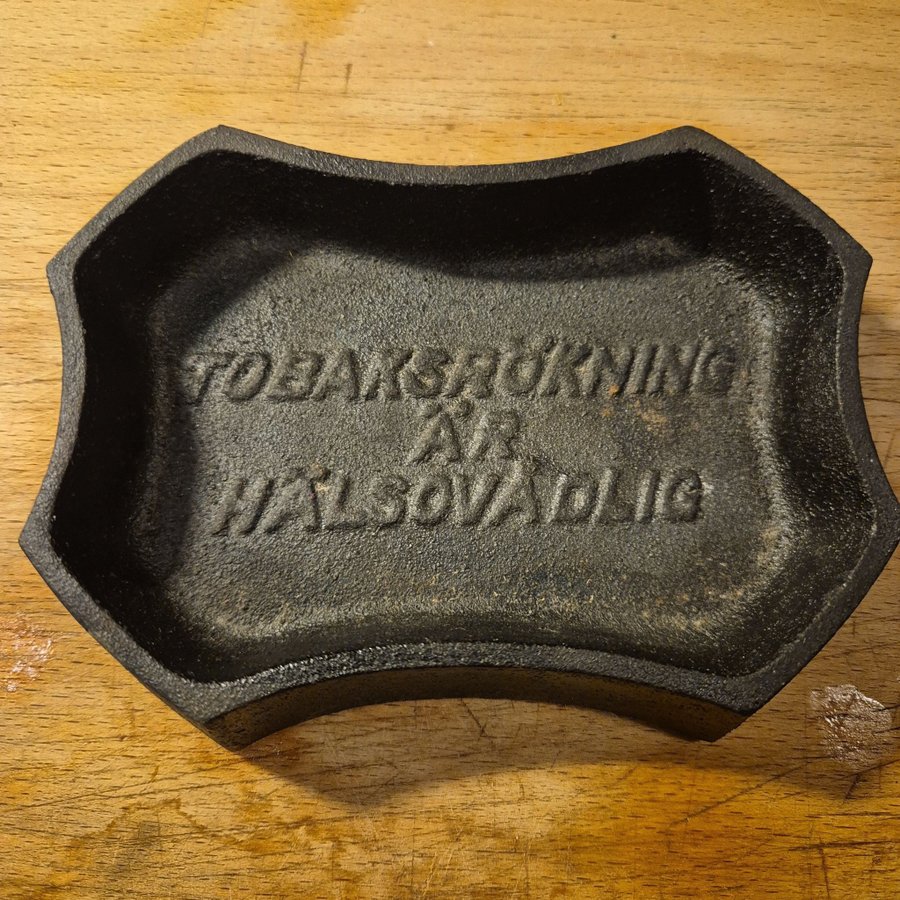 TOBAKSRÖKNING
ÄR
HÄLSOVÅDLIG